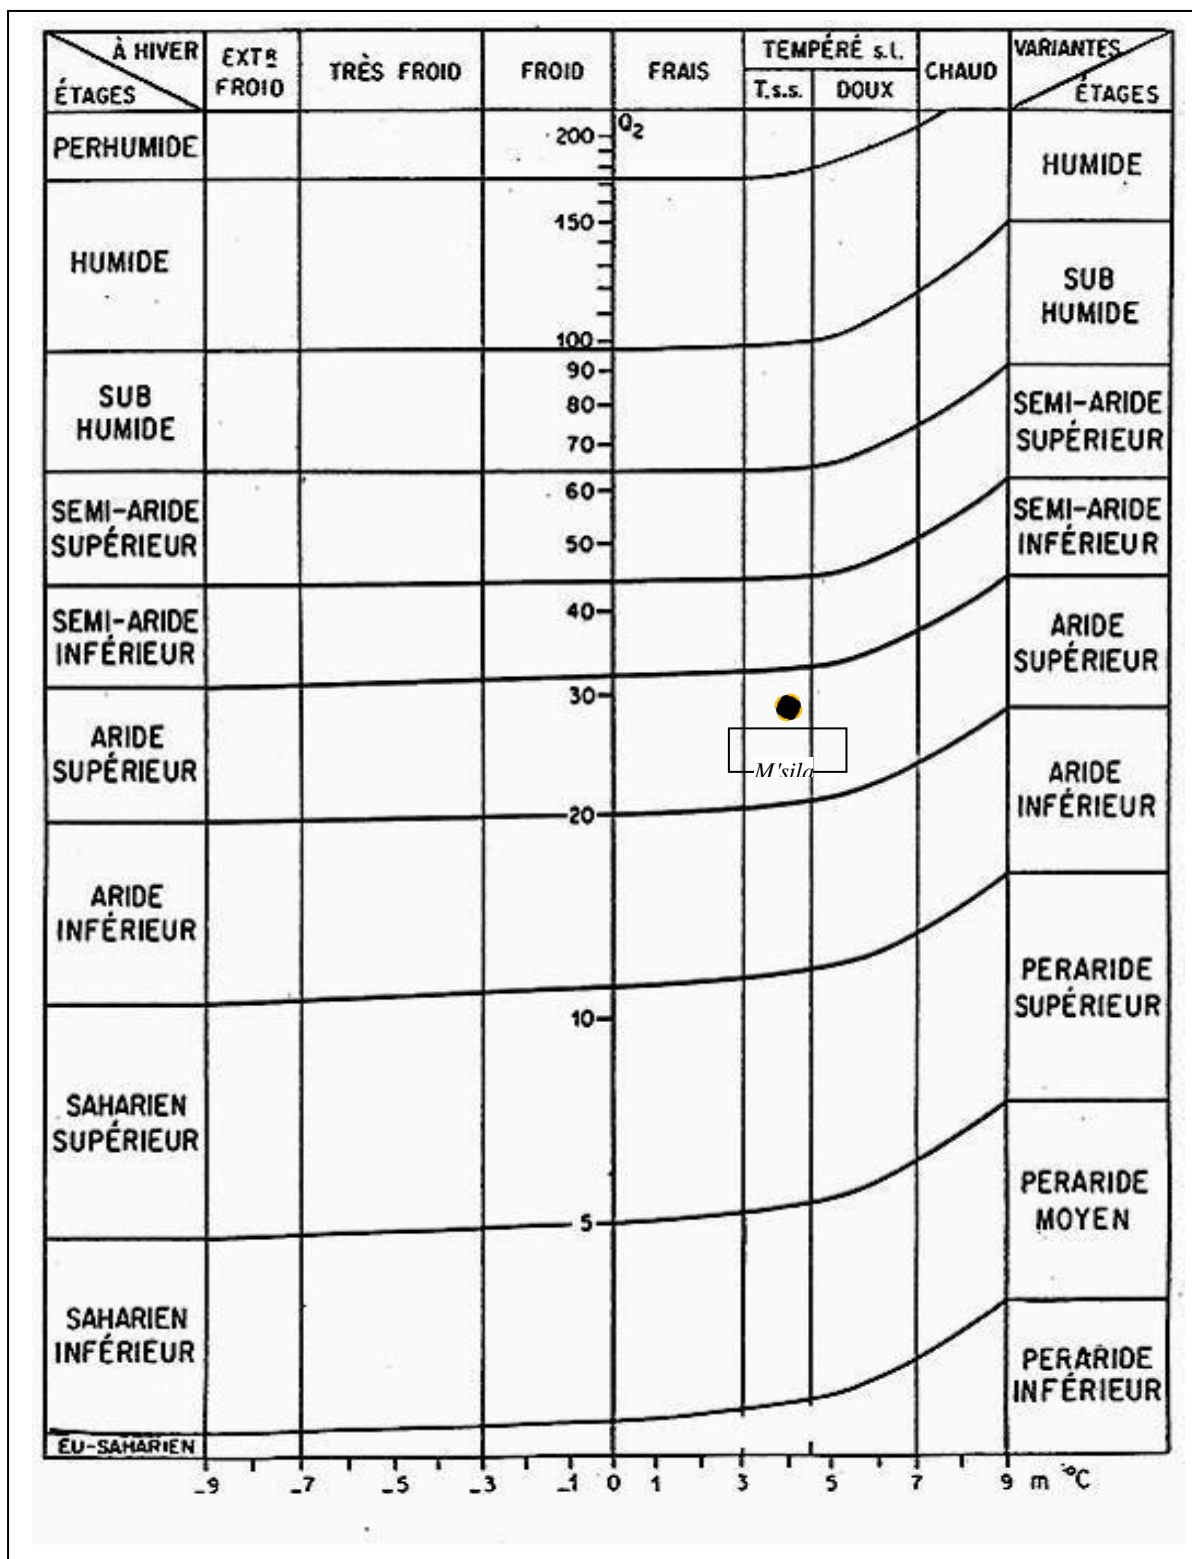 À HIVER
ÉTAGES
EXTR
FROID
TRÈS FROID
FROID
FRAIS
TEMPÉRÉ s.l.
T.s.s.
DOUX
CHAUD
VARIANTES
ÉTAGES
PERHUMIDE
HUMIDE
SUB
HUMIDE
SEMI-ARIDE
SUPÉRIEUR
SEMI-ARIDE
INFÉRIEUR
ARIDE
SUPÉRIEUR
ARIDE
INFÉRIEUR
SAHARIEN
SUPÉRIEUR
SAHARIEN
INFÉRIEUR
EU-SAHARIEN
Q2
200
150
100
90
80
70
60
50
40
30
20
10
5
M'sila
HUMIDE
SUB
HUMIDE
SEMI-ARIDE
SUPÉRIEUR
SEMI-ARIDE
INFÉRIEUR
ARIDE
SUPÉRIEUR
ARIDE
INFÉRIEUR
PERARIDE
SUPÉRIEUR
PERARIDE
MOYEN
PERARIDE
INFÉRIEUR
-9 -7 -5 -3 -1 0 1 3 5 7 9 m °C